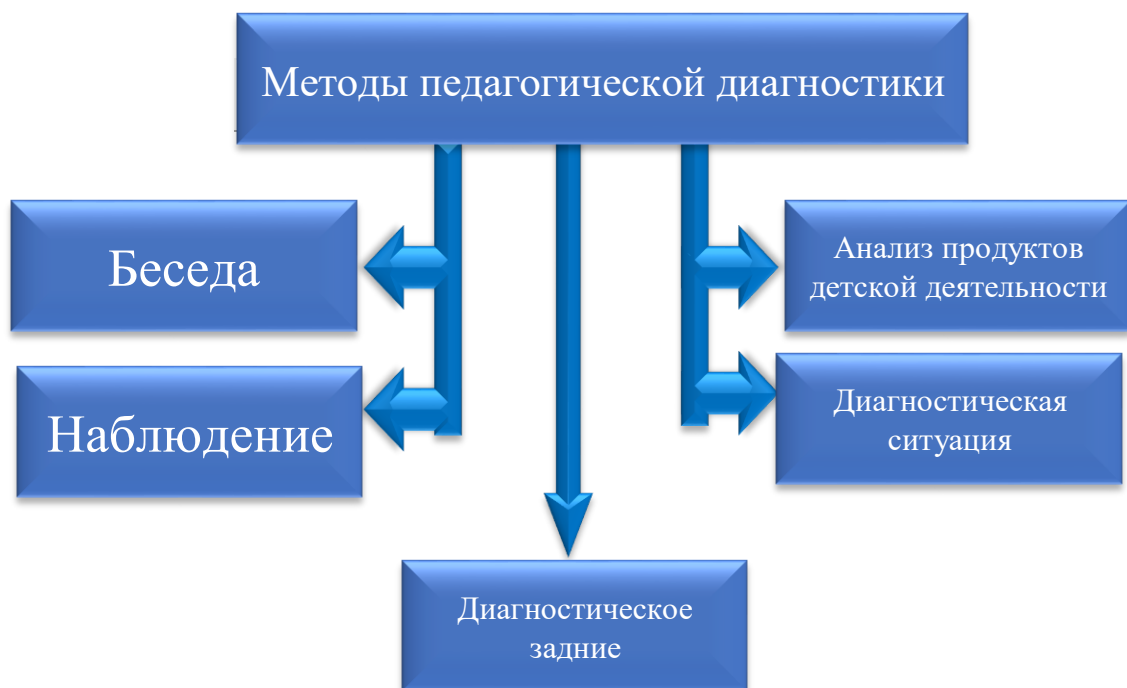 Методы педагогической диагностики
Беседа
Наблюдение
Анализ продуктов
детской деятельности
Диагностическая
ситуация
Диагностическое
задние